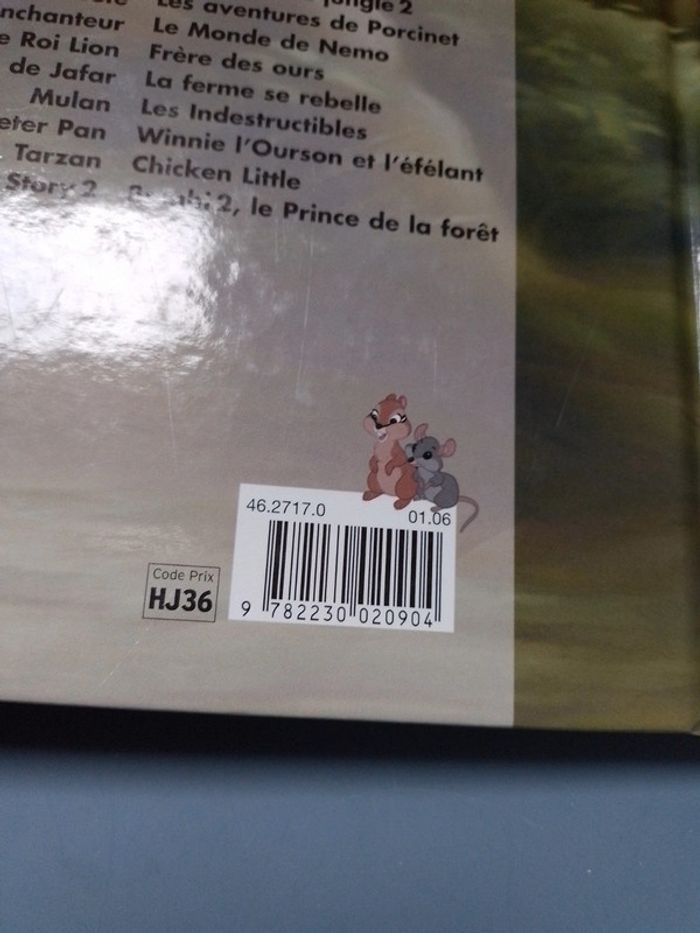 Les aventures de Porcinet
nchanteur Le Monde de Nemo
e Roi Lion Frère des ours
de Jafar La ferme se rebelle
Mulan Les Indestructibles
eter Pan Winnie l'Ourson et l'éfélant
Tarzan Chicken Little
Story 2 2, le Prince de la forêt
46.2717.0 01.06
Code Prix
HJ36
9 782230 020904